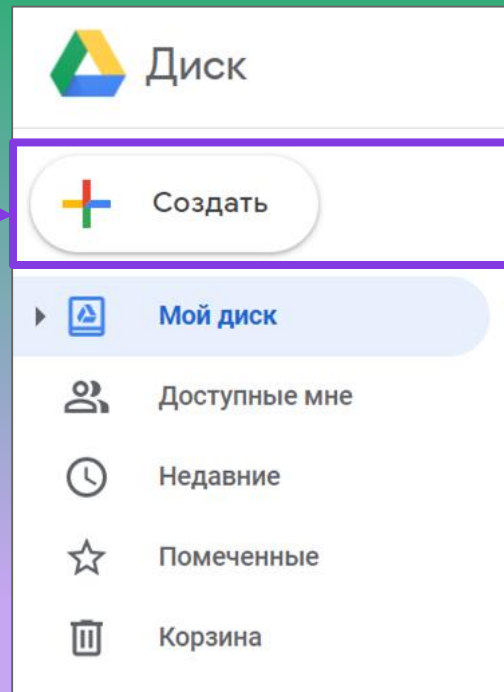 Диск
Создать
Мой диск
Доступные мне
Недавние
Помеченные
Корзина